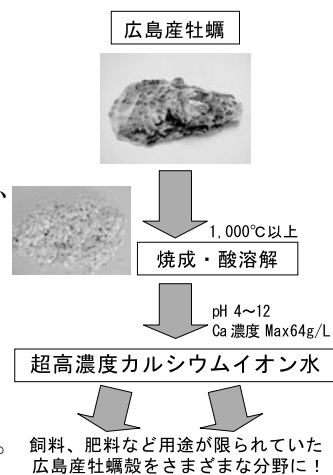 広島産牡蠣
、
1,000℃以上
焼成・酸溶解
pH 4~12
Ca 濃度 Max64g/L
超高濃度カルシウムイオン水
。
飼料、肥料など用途が限られていた
広島産牡蠣殻をさまざまな分野に！